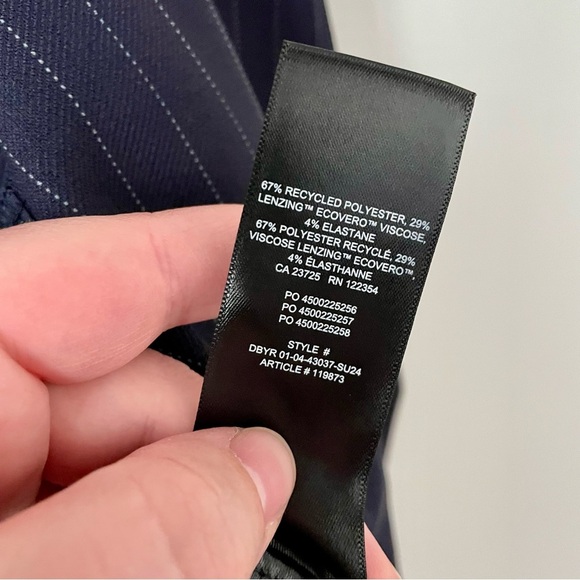 67% RECYCLED POLYESTER, 29%
LENZING™ ECOVERO™ VISCOSE,
4% ELASTANE
67% POLYESTER RECYCLÉ, 29%
VISCOSE LENZING™ ECOVERO™,
4% ÉLASTHANNE
CA 23725 RN 122354
PO 4500225256
PO 4500225257
PO 4500225258
STYLE #
DBYR 01-04-43037-SU24
ARTICLE # 119873